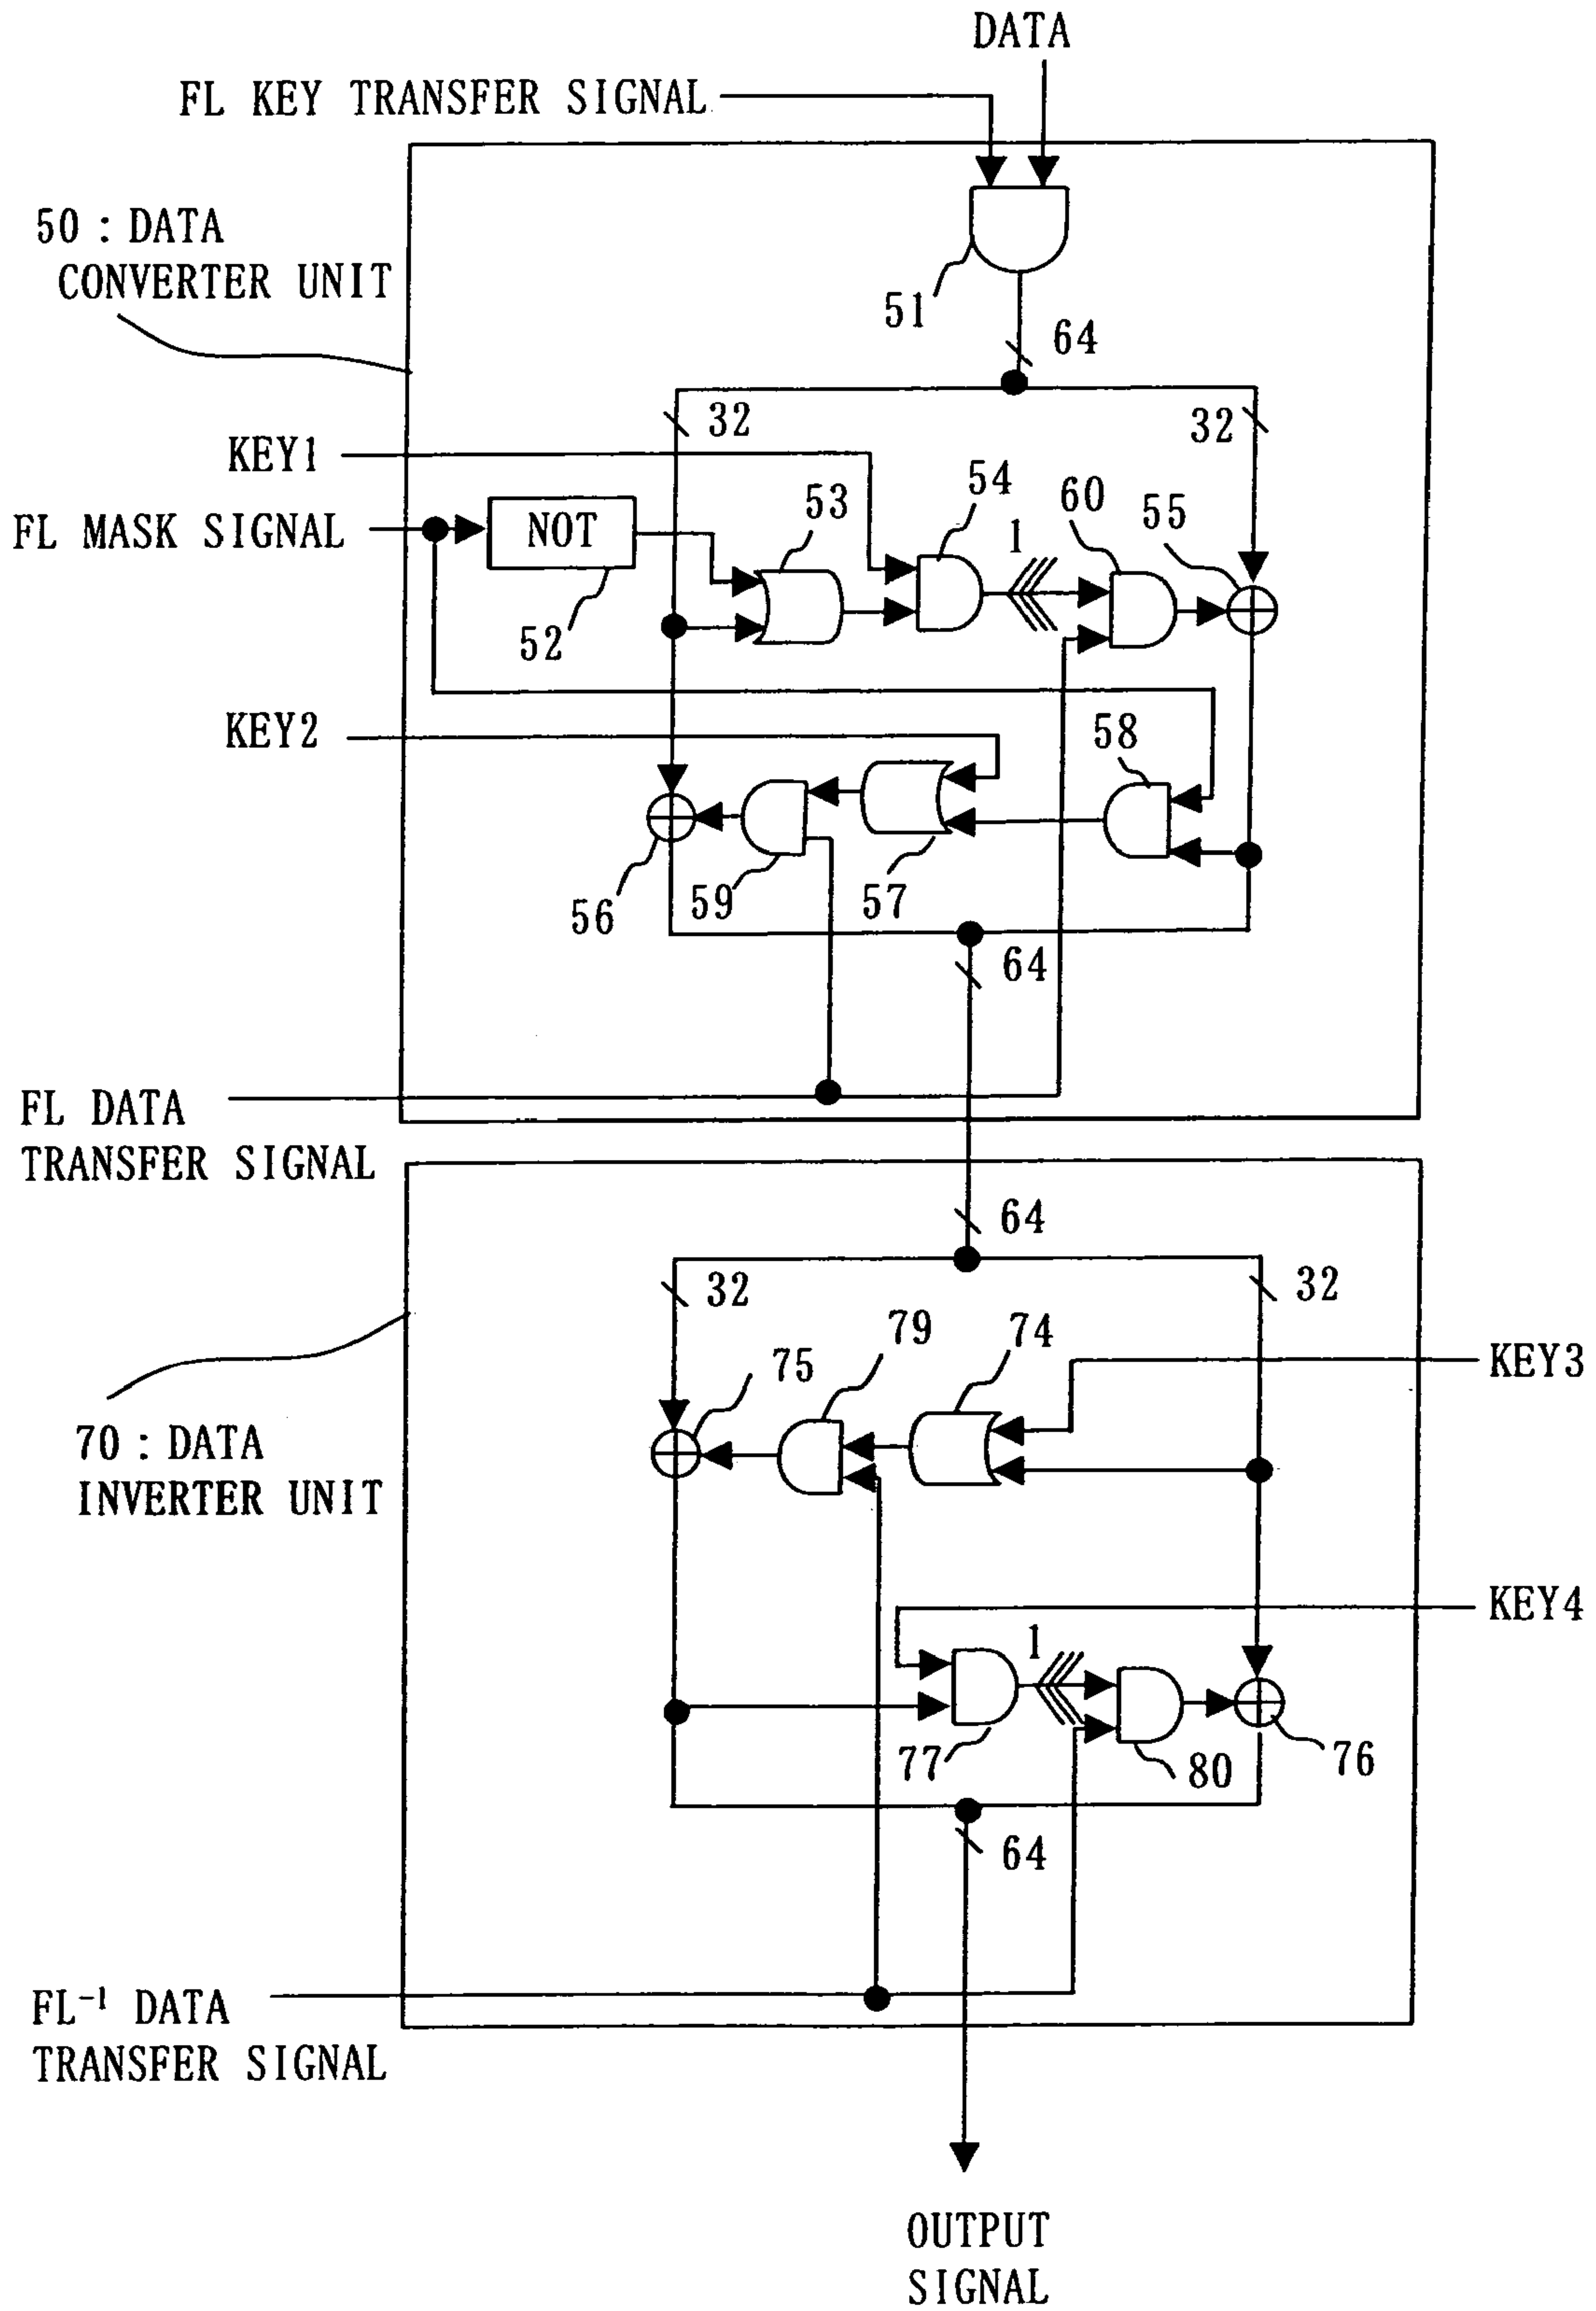 DATA
FL KEY TRANSFER SIGNAL
50 : DATA
CONVERTER UNIT
51
64
32
32
KEY1
FL MASK SIGNAL
NOT
52
53
54
1
60
55
KEY2
58
56
59
57
64
FL DATA
TRANSFER SIGNAL
64
32
32
75
79
74
KEY3
70 : DATA
INVERTER UNIT
KEY4
1
77
80
76
64
FL⁻¹ DATA
TRANSFER SIGNAL
OUTPUT
SIGNAL